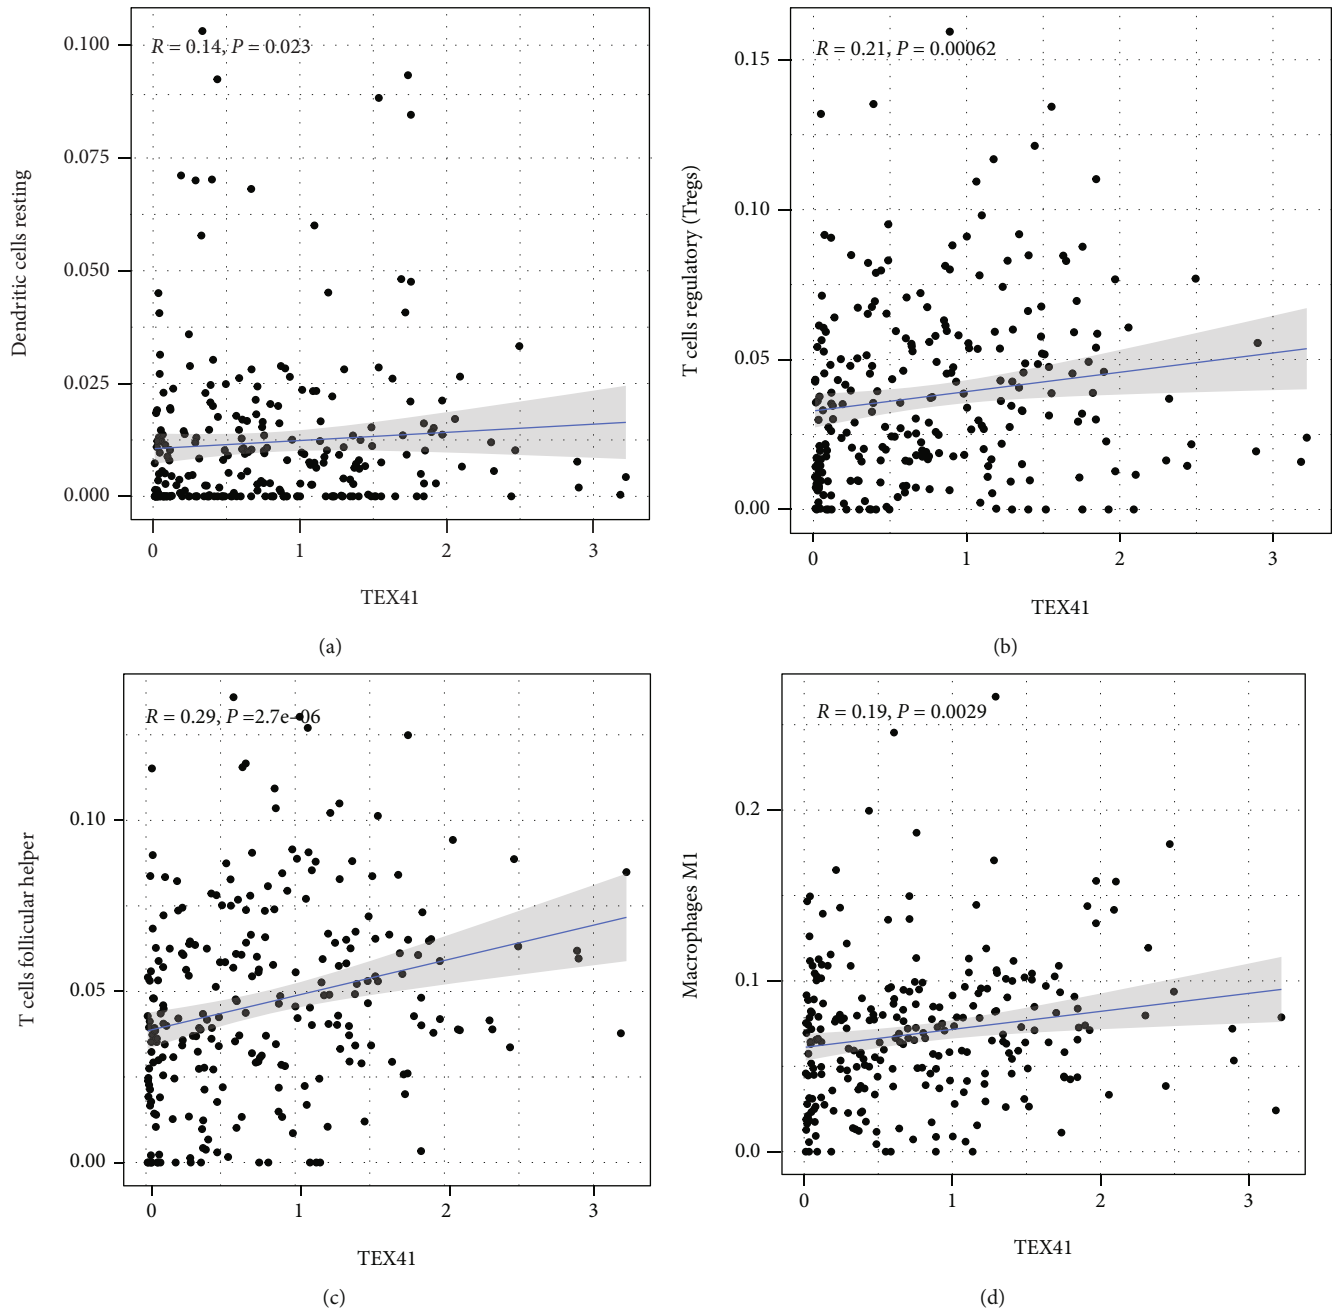 R = 0.14, P = 0.023
0.100
0.075
0.050
0.025
0.000
Dendritic cells resting
0 1 2 3
TEX41
(a)
R = 0.21, P = 0.00062
0.15
0.10
0.05
0.00
T cells regulatory (Tregs)
0 1 2 3
TEX41
(b)
R = 0.29, P =2.7e–06
0.10
0.05
0.00
T cells follicular helper
0 1 2 3
TEX41
(c)
R = 0.19, P = 0.0029
0.2
0.1
0.0
Macrophages M1
0 1 2 3
TEX41
(d)